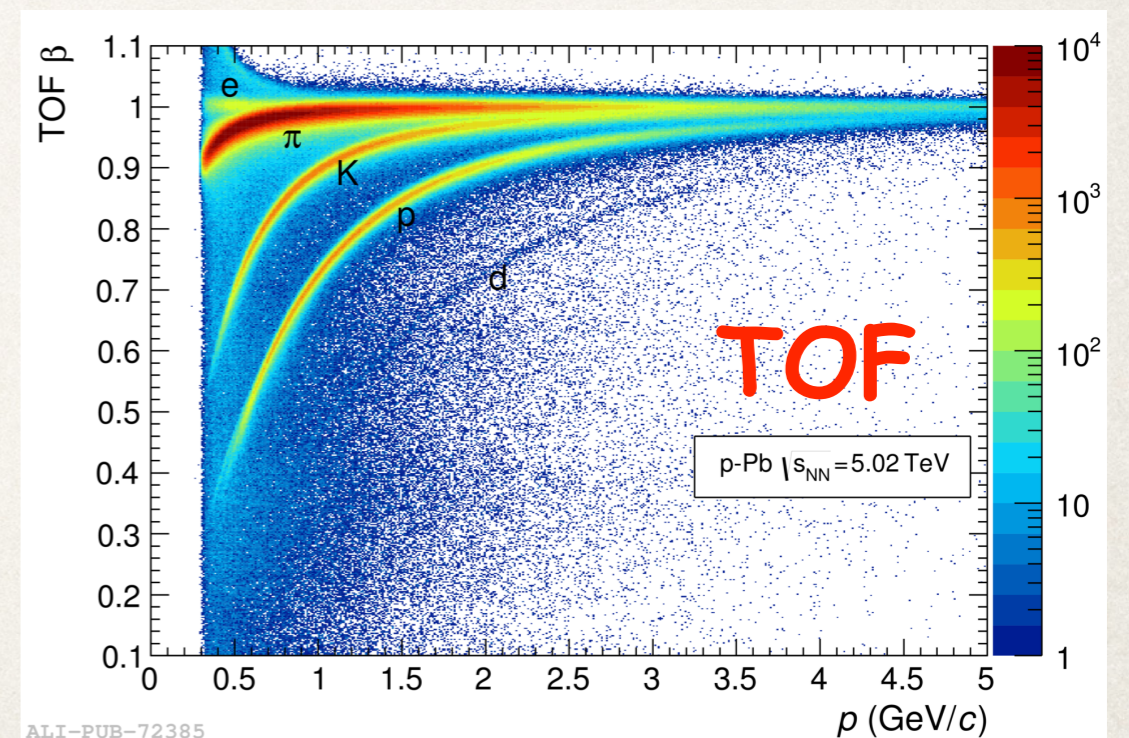 TOF β
1.1
1
0.9
0.8
0.7
0.6
0.5
0.4
0.3
0.2
0.1
e
π
K
p
d
TOF
p-Pb √s_NN = 5.02 TeV
10⁴
10³
10²
10
1
0 0.5 1 1.5 2 2.5 3 3.5 4 4.5 5
p (GeV/c)
ALI-PUB-72385